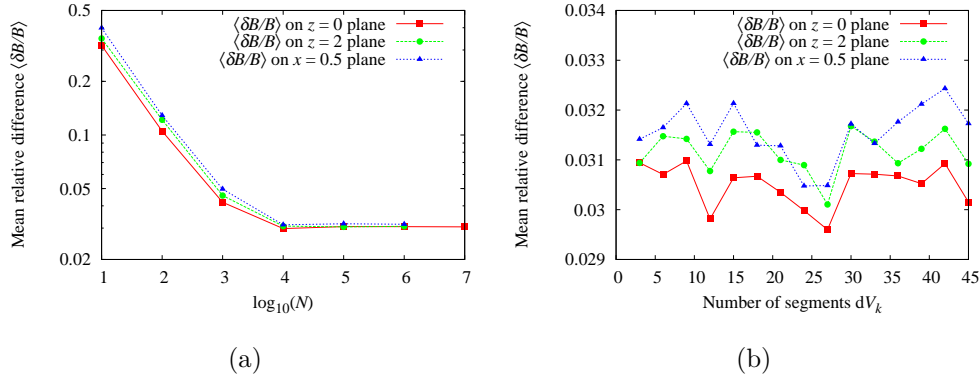 Mean relative difference ⟨δB/B⟩
0.5
0.2
0.1
0.05
0.02
⟨δB/B⟩ on z = 0 plane
⟨δB/B⟩ on z = 2 plane
⟨δB/B⟩ on x = 0.5 plane
1 2 3 4 5 6 7
log10(N)
(a)
Mean relative difference ⟨δB/B⟩
0.034
0.033
0.032
0.031
0.03
0.029
⟨δB/B⟩ on z = 0 plane
⟨δB/B⟩ on z = 2 plane
⟨δB/B⟩ on x = 0.5 plane
0 5 10 15 20 25 30 35 40 45
Number of segments dVk
(b)